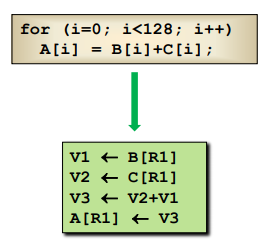 for (i=0; i<128; i++)
A[i] = B[i]+C[i];
V1 ← B[R1]
V2 ← C[R1]
V3 ← V2+V1
A[R1] ← V3